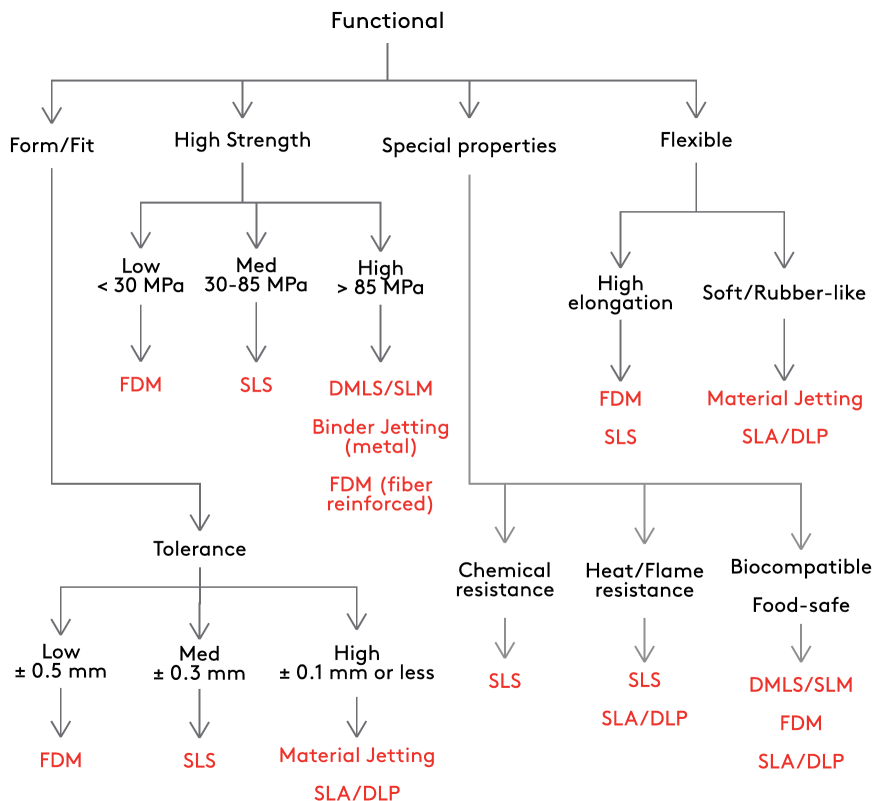 Functional
Form/Fit
High Strength
Special properties
Flexible
Low
< 30 MPa
Med
30-85 MPa
High
> 85 MPa
High
elongation
Soft/Rubber-like
FDM
SLS
DMLS/SLM
Binder Jetting
(metal)
FDM (fiber
reinforced)
FDM
SLS
Material Jetting
SLA/DLP
Tolerance
Chemical
resistance
Heat/Flame
resistance
Biocompatible
Food-safe
Low
± 0.5 mm
Med
± 0.3 mm
High
± 0.1 mm or less
SLS
SLS
SLA/DLP
DMLS/SLM
FDM
SLA/DLP
FDM
SLS
Material Jetting
SLA/DLP